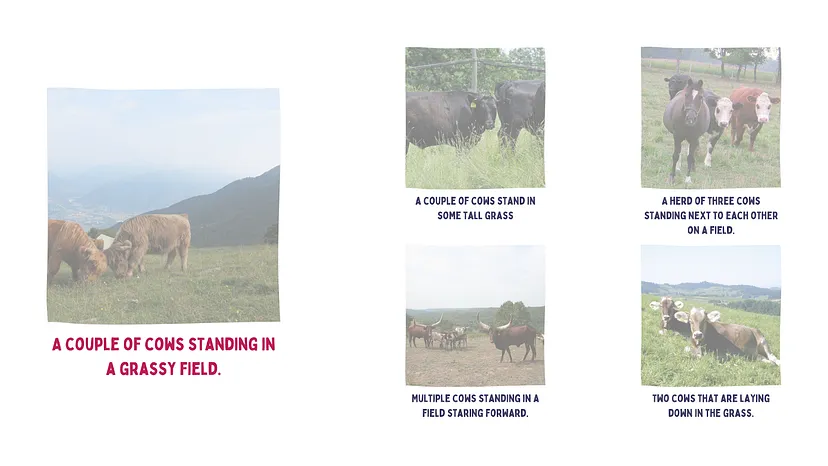 A COUPLE OF COWS STANDING IN
A GRASSY FIELD.
A COUPLE OF COWS STAND IN
SOME TALL GRASS
A HERD OF THREE COWS
STANDING NEXT TO EACH OTHER
ON A FIELD.
MULTIPLE COWS STANDING IN A
FIELD STARING FORWARD.
TWO COWS THAT ARE LAYING
DOWN IN THE GRASS.